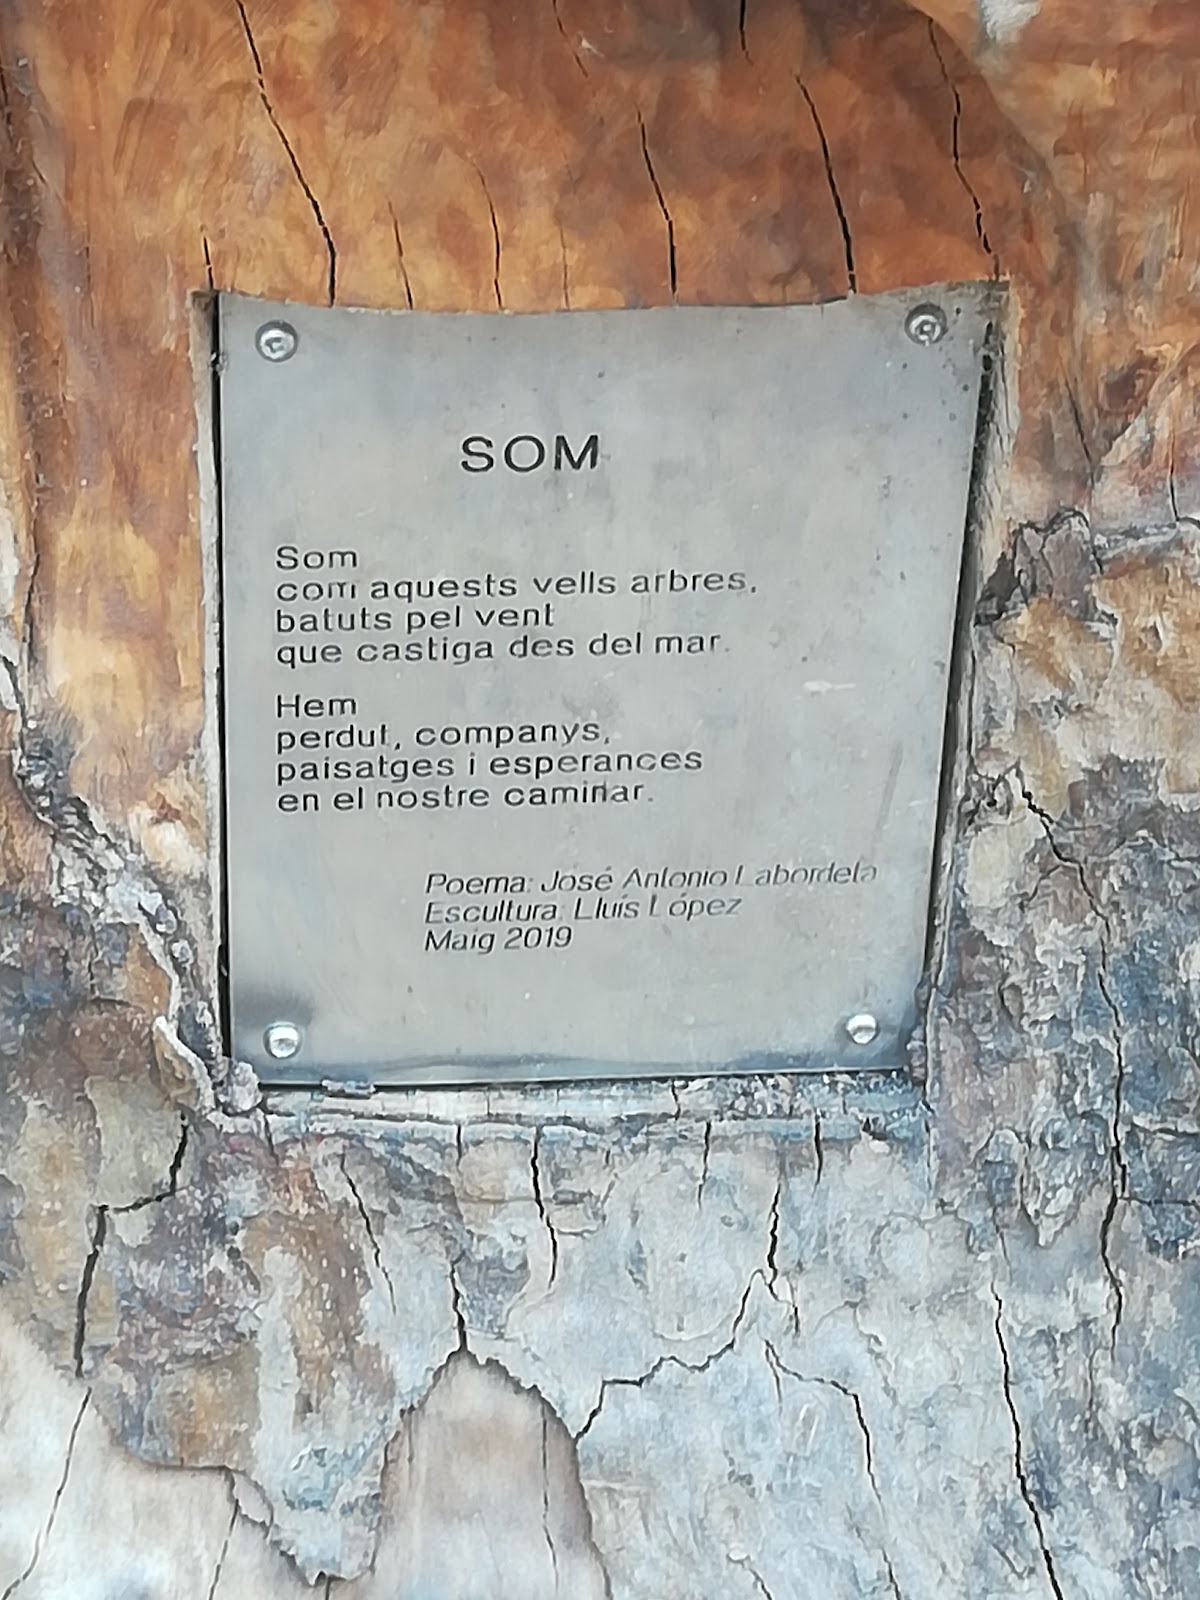 SOM
Som
com aquests vells arbres,
batuts pel vent
que castiga des del mar.
Hem
perdut, companys,
paisatges i esperances
en el nostre caminar.
Poema: José Antonio Labordeta
Escultura: Lluís López
Maig 2019